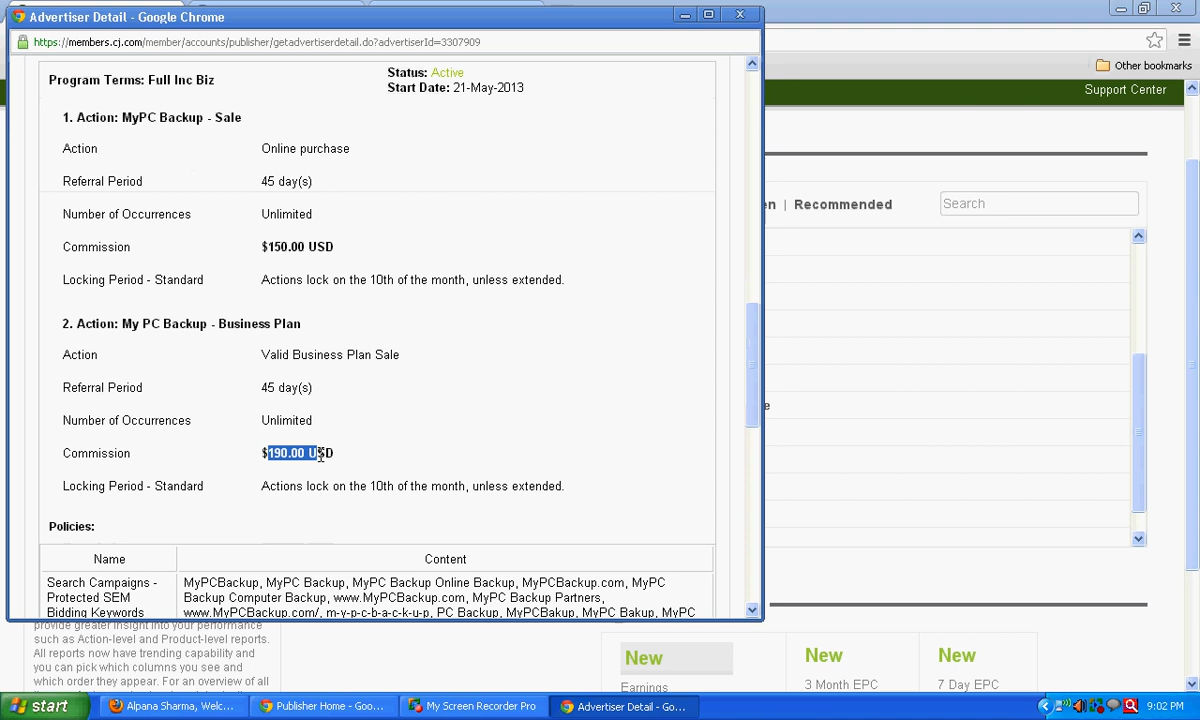 Advertiser Detail - Google Chrome
https://members.cj.com/member/accounts/publisher/getadvertiserdetail.do?advertiserId=3307909
Other bookmarks
Support Center
Program Terms: Full Inc Biz
Status: Active
Start Date: 21-May-2013
1. Action: MyPC Backup - Sale
Action Online purchase
Referral Period 45 day(s)
Number of Occurrences Unlimited
Commission $150.00 USD
Locking Period - Standard Actions lock on the 10th of the month, unless extended.
2. Action: My PC Backup - Business Plan
Action Valid Business Plan Sale
Referral Period 45 day(s)
Number of Occurrences Unlimited
Commission $190.00 USD
Locking Period - Standard Actions lock on the 10th of the month, unless extended.
Policies:
Name Content
Search Campaigns - Protected SEM Bidding Keywords
MyPCBackup, MyPC Backup, MyPC Backup Online Backup, MyPCBackup.com, MyPC
Backup Computer Backup, www.MyPCBackup.com, MyPC Backup Partners,
www.MyPCBackup.com/, m-y-p-c-b-a-c-k-u-p, PC Backup, MyPCBakup, MyPC Bakup, MyPC
en | Recommended
Search
e
provide greater insight into your performance
such as Action-level and Product-level reports.
All reports now have trending capability and
you can pick which columns you see and
which order they appear. For an overview of all
New
Earnings
New
3 Month EPC
New
7 Day EPC
start
Alpana Sharma, Welc...
Publisher Home - Goo...
My Screen Recorder Pro
Advertiser Detail - Go...
9:02 PM